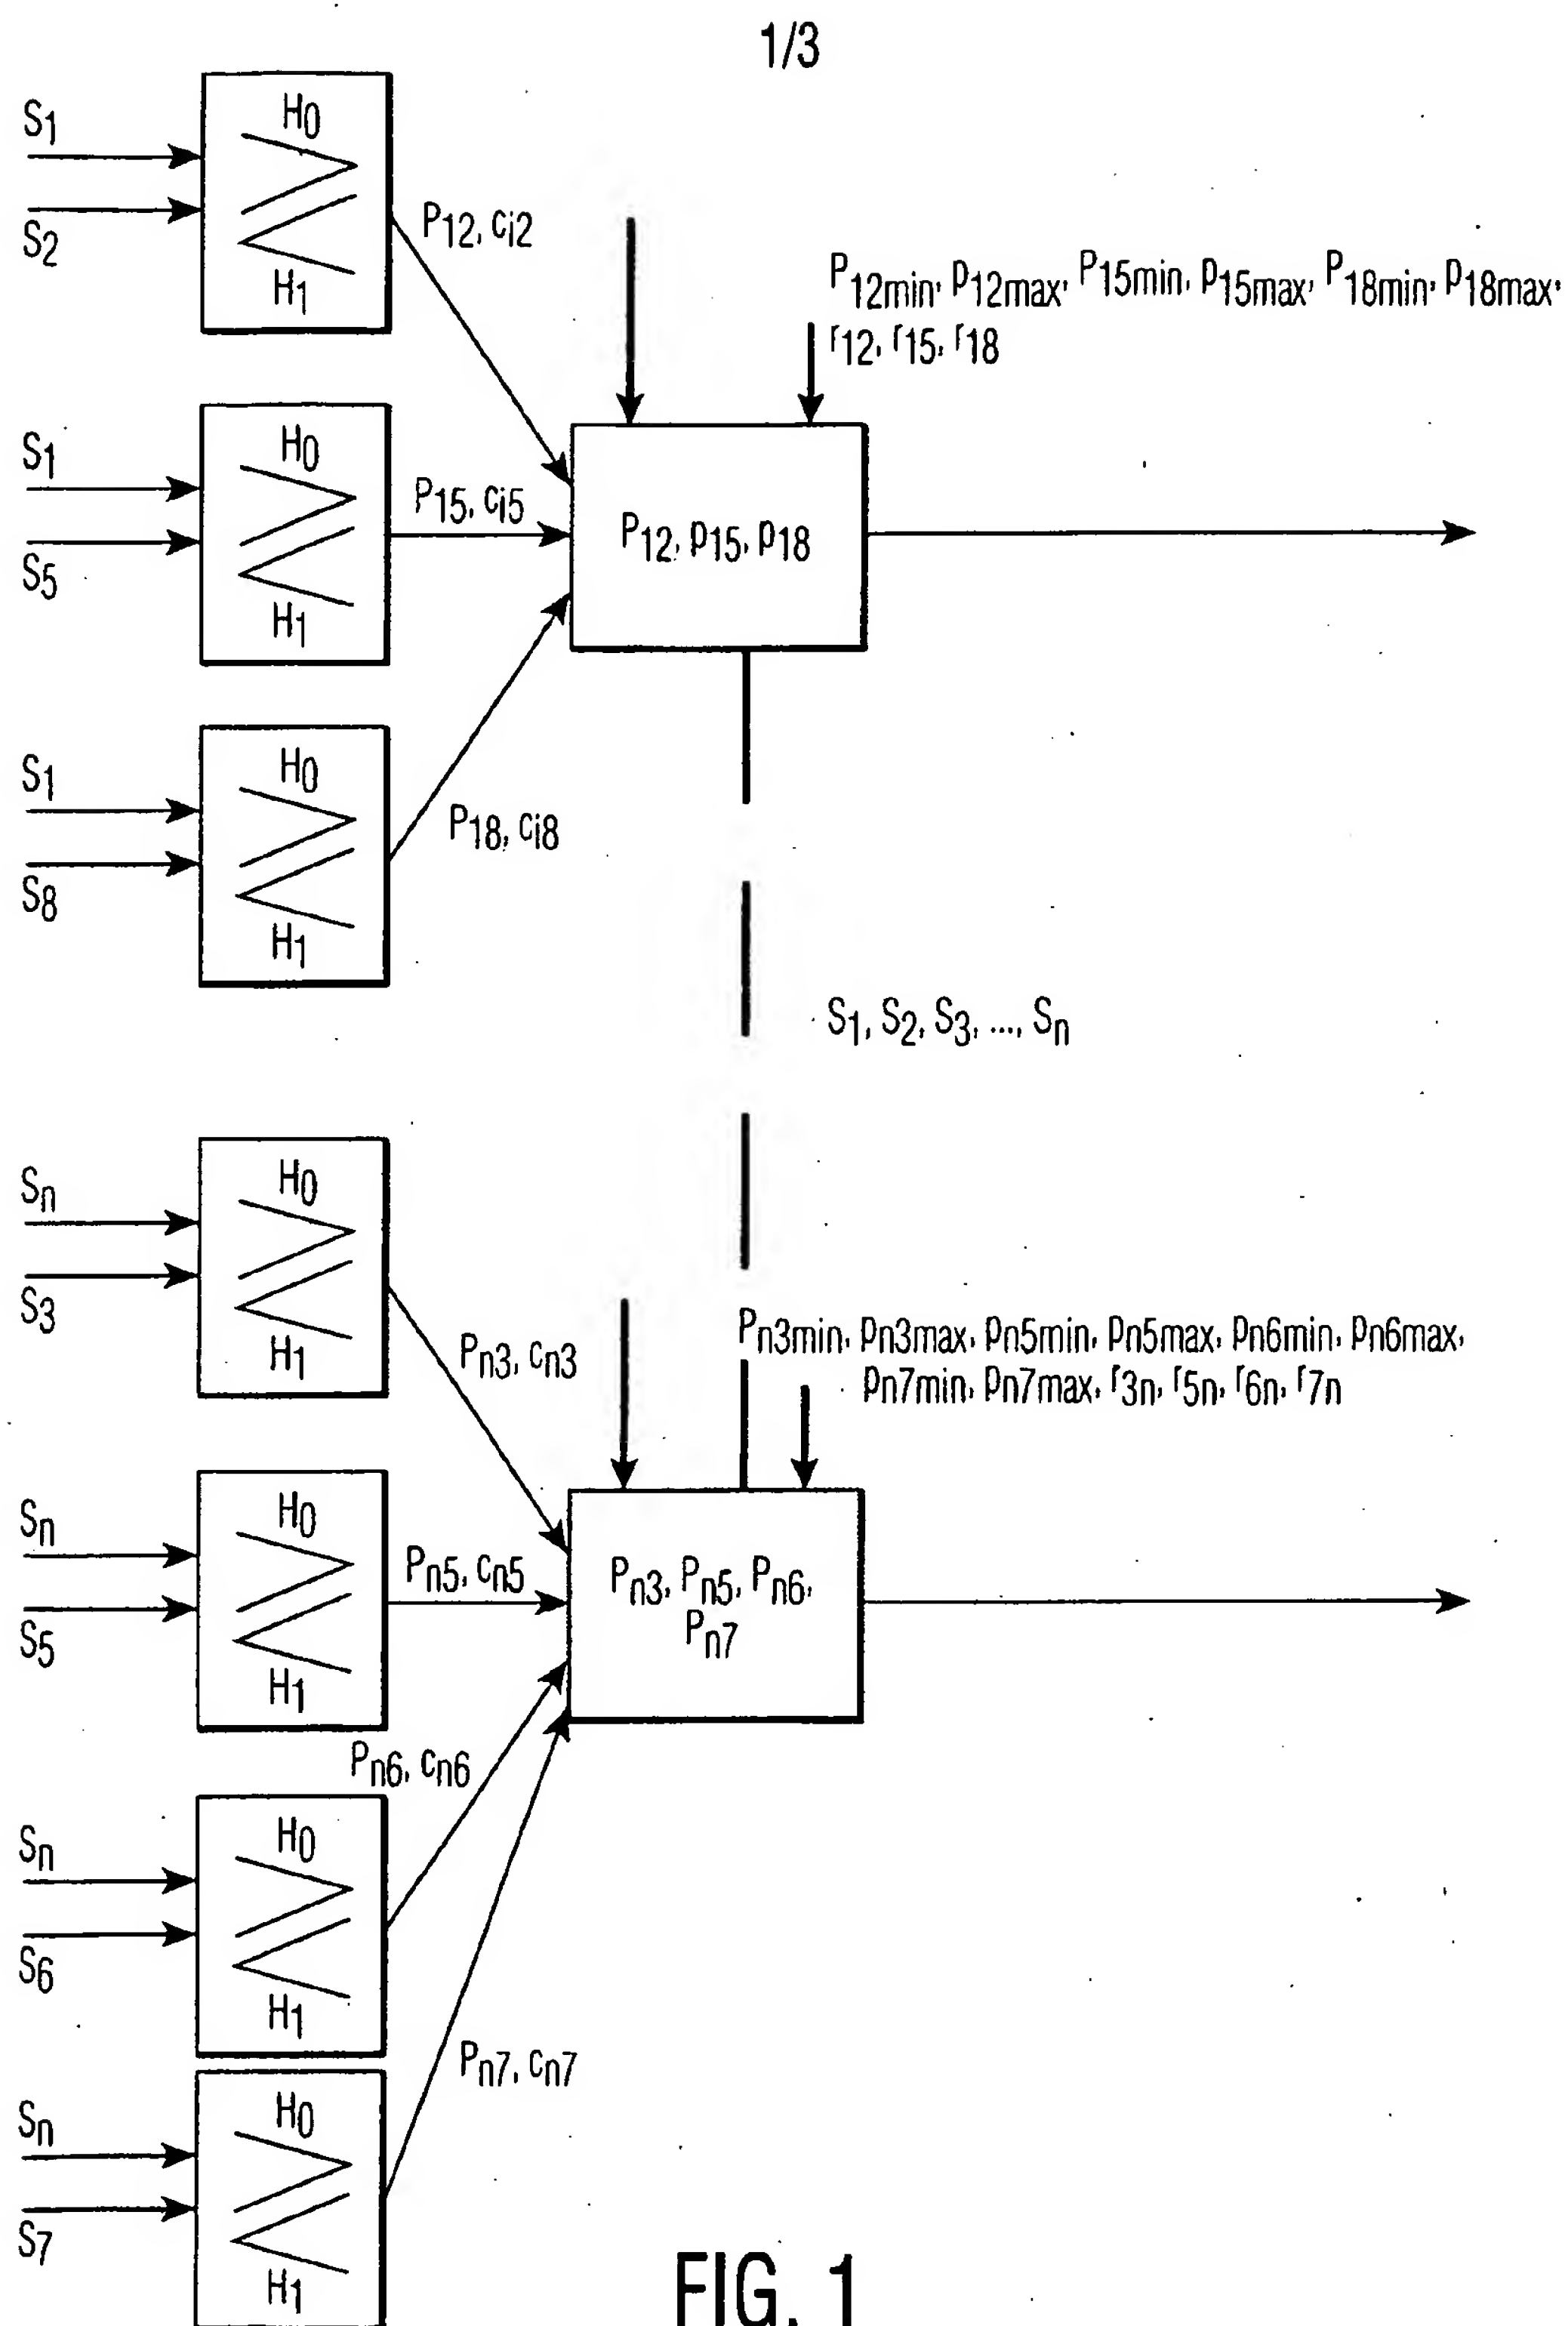 1/3
S1
H0
S2
H1
P12, ci2
P12min, p12max, P15min, p15max, P18min, p18max,
r12, r15, r18
S1
H0
S5
H1
P15, ci5
P12, p15, p18
S1
H0
S8
H1
P18, ci8
S1, S2, S3, ..., Sn
Sn
H0
S3
H1
Pn3, cn3
Pn3min, pn3max, pn5min, pn5max, pn6min, pn6max,
pn7min, pn7max, r3n, r5n, r6n, r7n
Sn
H0
S5
H1
Pn5, cn5
Pn3, Pn5, Pn6,
Pn7
Pn6, cn6
Sn
H0
S6
H1
Pn7, cn7
Sn
H0
S7
H1
FIG. 1